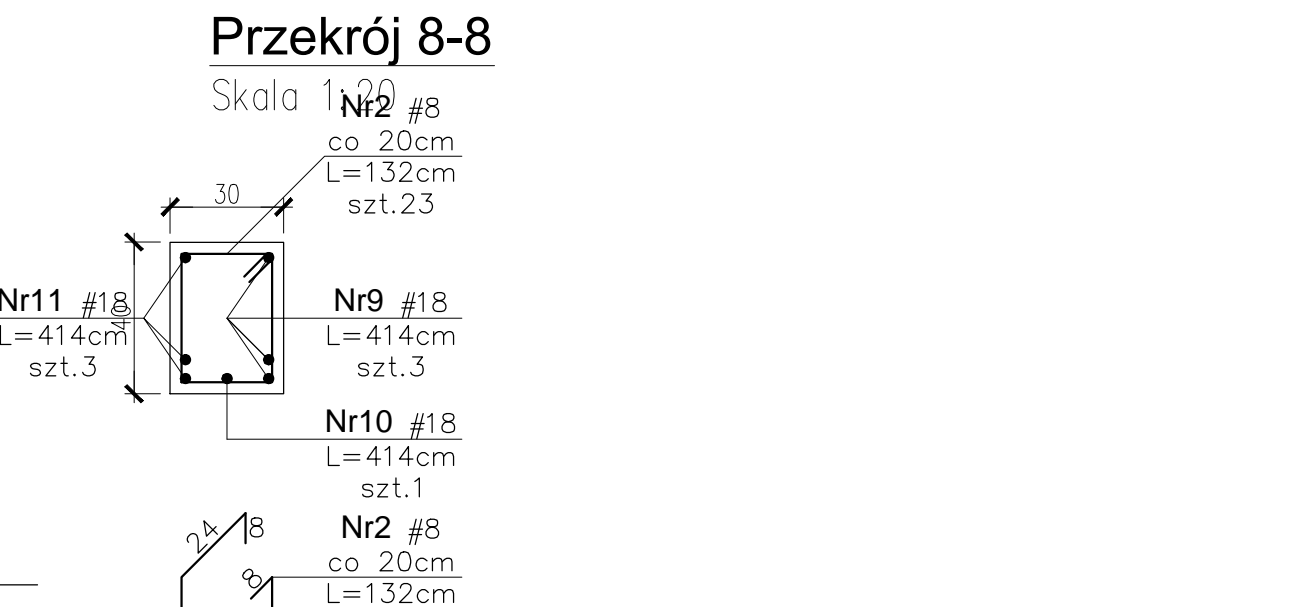 Przekrój 8-8
Skala 1:20
Nr2 #8
co 20cm
L=132cm
szt.23
30
40
Nr11 #18
L=414cm
szt.3
Nr9 #18
L=414cm
szt.3
Nr10 #18
L=414cm
szt.1
24
8
8
Nr2 #8
co 20cm
L=132cm